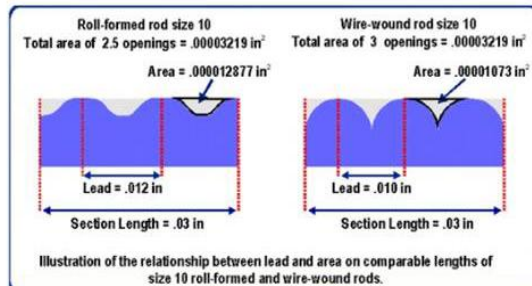 Roll-formed rod size 10
Total area of 2.5 openings = .00003219 in²
Area = .000012877 in²
Lead = .012 in
Section Length = .03 in
Wire-wound rod size 10
Total area of 3 openings = .00003219 in²
Area = .00001073 in²
Lead = .010 in
Section Length = .03 in
Illustration of the relationship between lead and area on comparable lengths of
size 10 roll-formed and wire-wound rods.